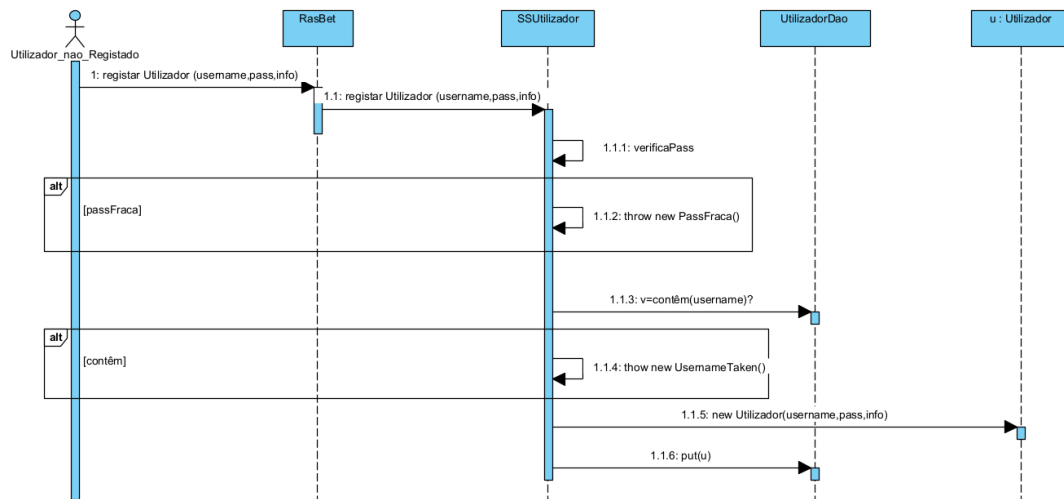 RasBet
SSUtilizador
UtilizadorDao
u : Utilizador
Utilizador_nao_Registado
1: registar Utilizador (username,pass,info)
1.1: registar Utilizador (username,pass,info)
1.1.1: verificaPass
alt
[passFraca]
1.1.2: throw new PassFraca()
1.1.3: v=contêm(username)?
alt
[contêm]
1.1.4: thow new UsernameTaken()
1.1.5: new Utilizador(username,pass,info)
1.1.6: put(u)